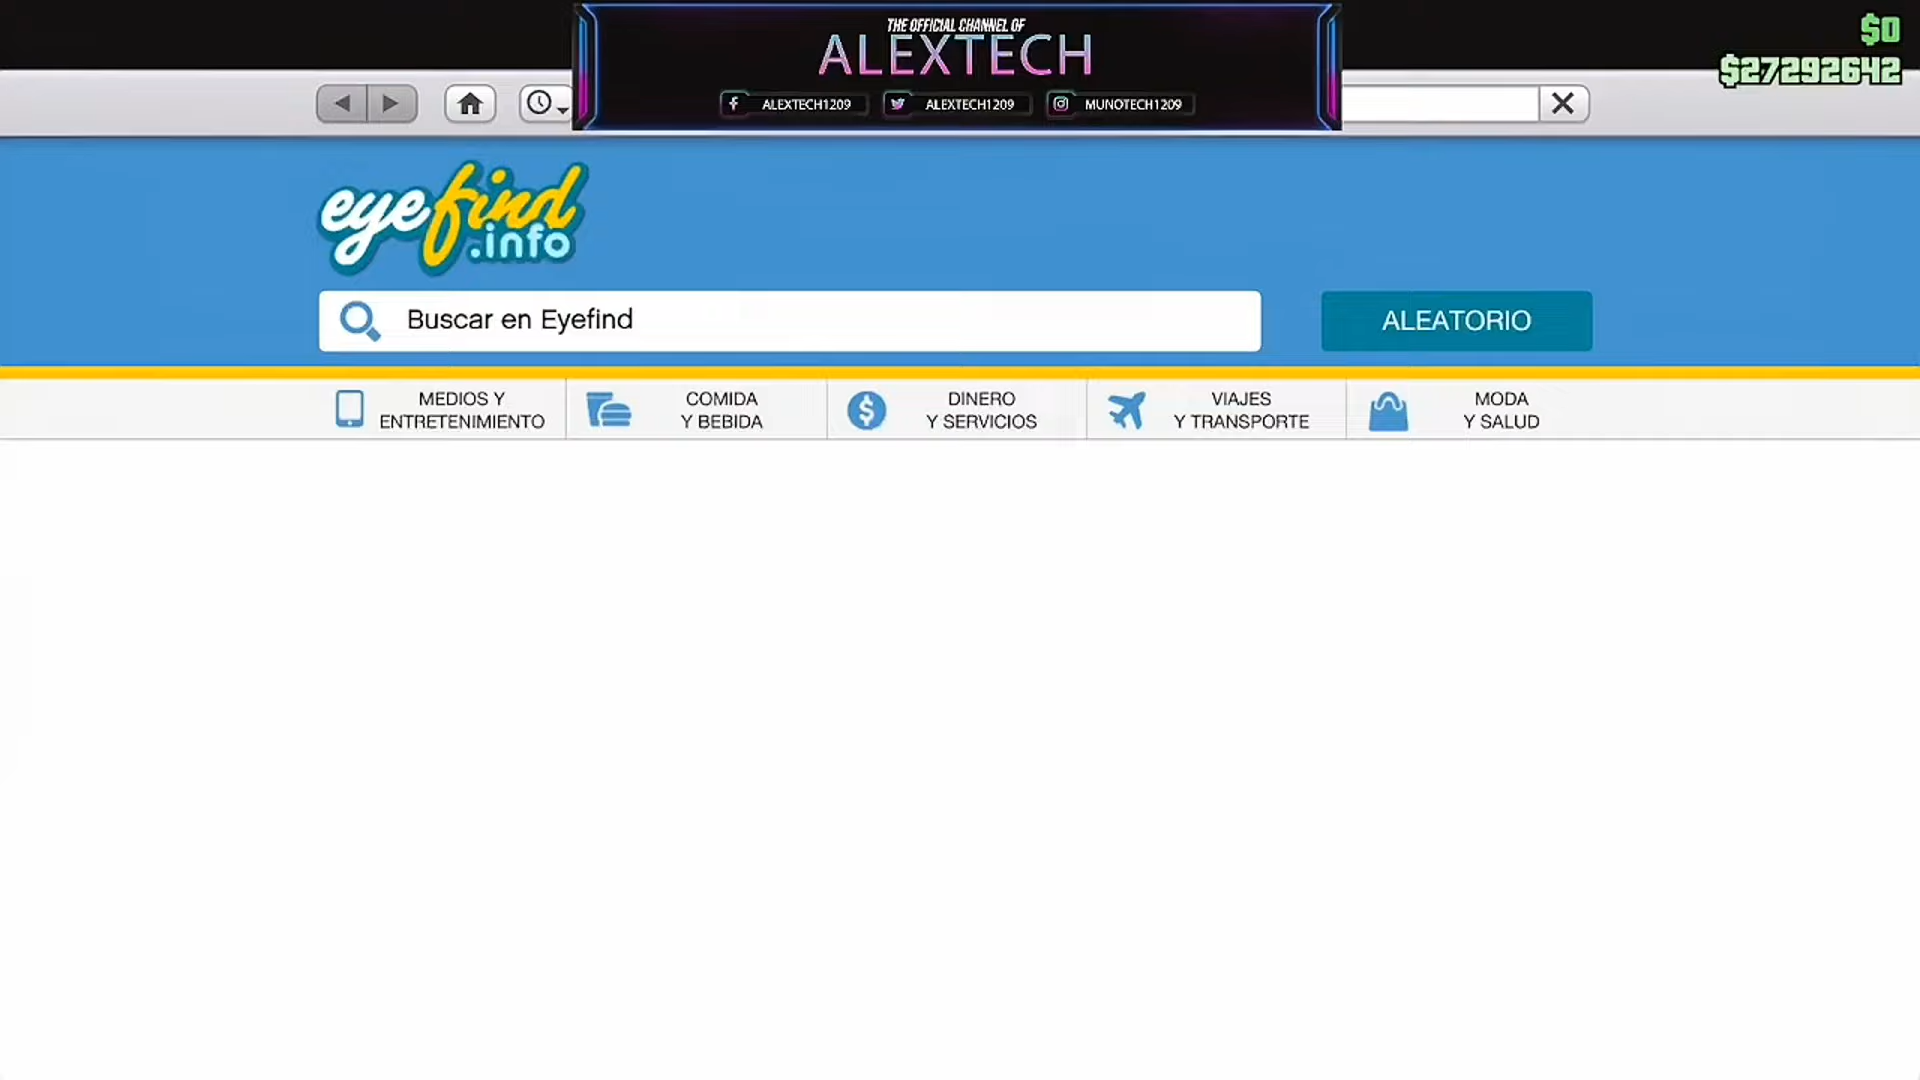 THE OFFICIAL CHANNEL OF
ALEXTECH
ALEXTECH1209 ALEXTECH1209 MUNOTECH1209
$0
$27292642
eyefind
.info
Buscar en Eyefind
ALEATORIO
MEDIOS Y
ENTRETENIMIENTO
COMIDA
Y BEBIDA
DINERO
Y SERVICIOS
VIAJES
Y TRANSPORTE
MODA
Y SALUD